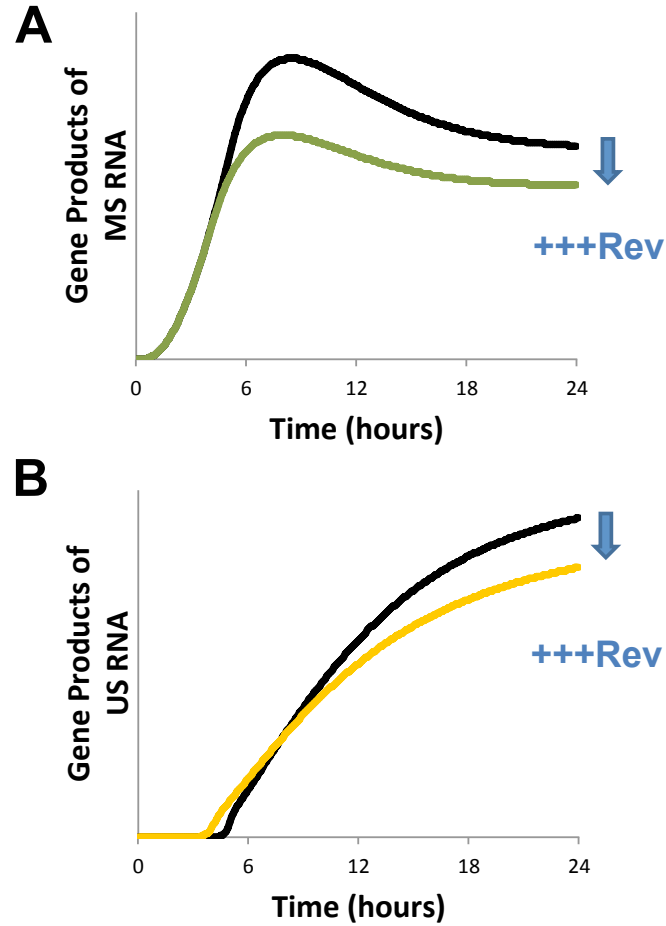 A
Gene Products of
MS RNA
+++Rev
0 6 12 18 24
Time (hours)
B
Gene Products of
US RNA
+++Rev
0 6 12 18 24
Time (hours)